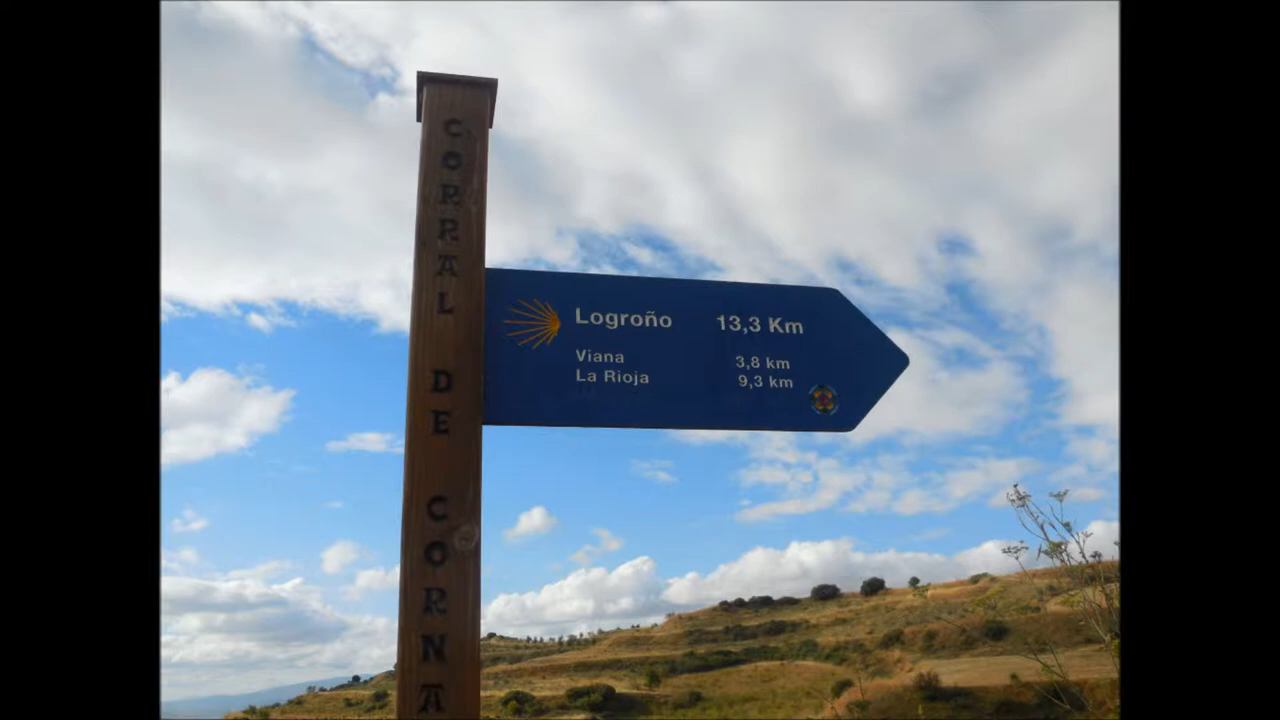 CORRAL DE CORNA
Logroño 13,3 Km
Viana 3,8 km
La Rioja 9,3 km